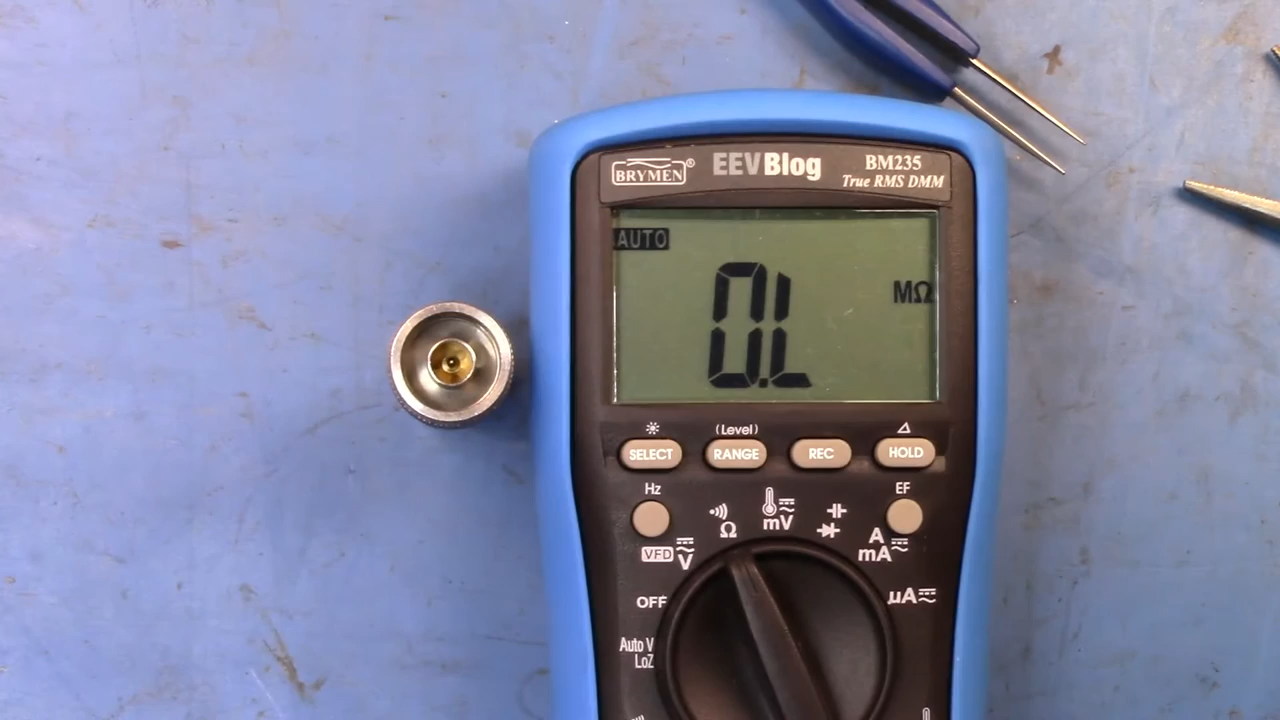 BRYMEN® EEVBlog BM235
True RMS DMM
AUTO
0.L MΩ
(Level)
SELECT RANGE REC HOLD
Hz EF
Ω mV A
mA
VFD V
OFF µA
Auto V
LoZ